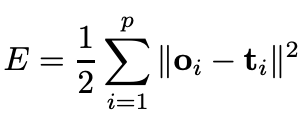 E = \frac{1}{2} \sum_{i=1}^{p} \|\mathbf{o}_i - \mathbf{t}_i\|^2